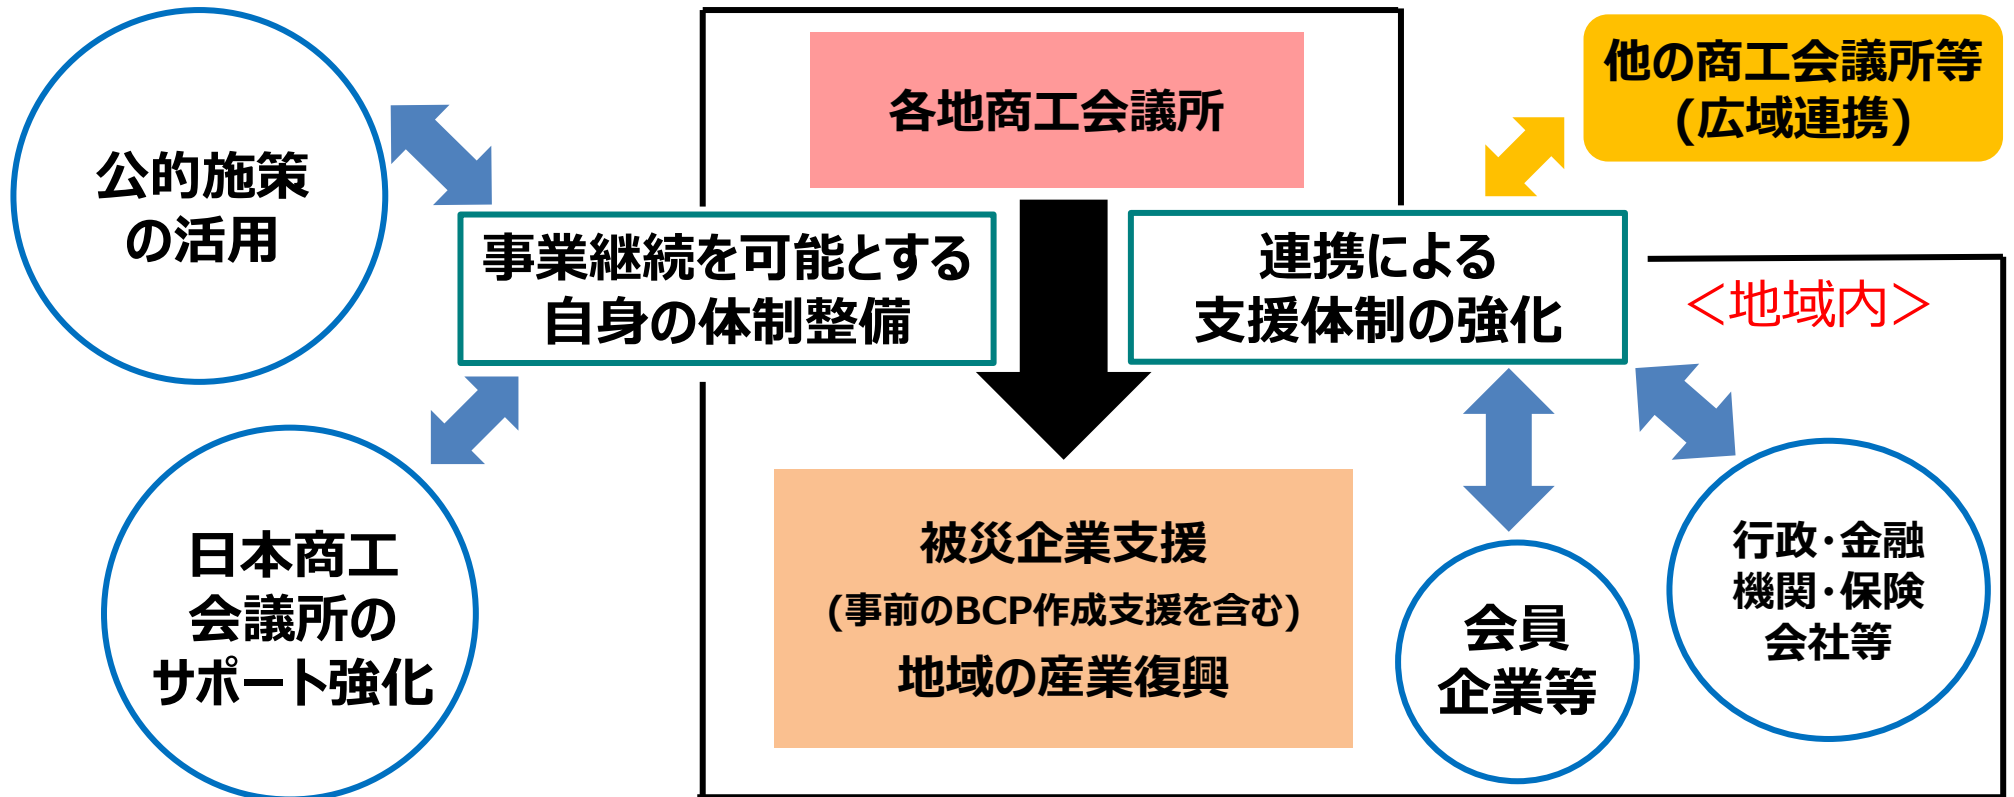 公的施策
の活用
各地商工会議所
他の商工会議所等
(広域連携)
事業継続を可能とする
自身の体制整備
連携による
支援体制の強化
＜地域内＞
日本商工
会議所の
サポート強化
被災企業支援
(事前のBCP作成支援を含む)
地域の産業復興
会員
企業等
行政・金融
機関・保険
会社等